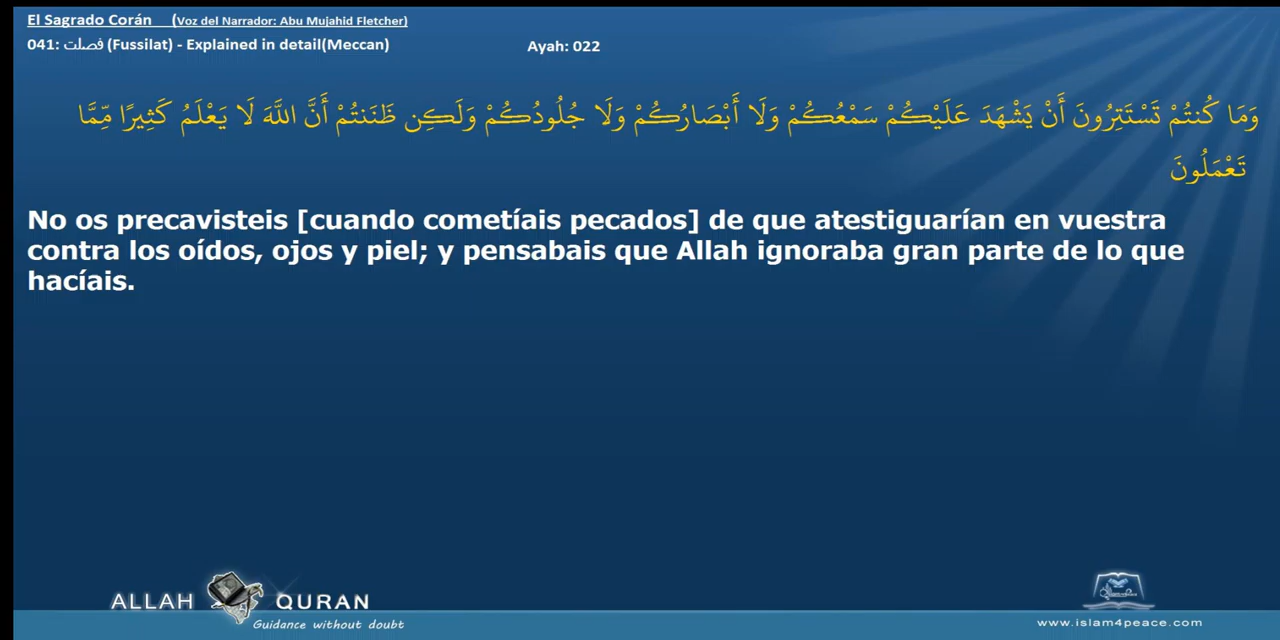 El Sagrado Corán (Voz del Narrador: Abu Mujahid Fletcher)
041: فصلت (Fussilat) - Explained in detail(Meccan) Ayah: 022
وَمَا كُنتُمْ تَسْتَتِرُونَ أَنْ يَشْهَدَ عَلَيْكُمْ سَمْعُكُمْ وَلَا أَبْصَارُكُمْ وَلَا جُلُودُكُمْ وَلَكِن ظَنَنتُمْ أَنَّ اللَّهَ لَا يَعْلَمُ كَثِيرًا مِّمَّا
تَعْمَلُونَ
No os precavisteis [cuando cometíais pecados] de que atestiguarían en vuestra
contra los oídos, ojos y piel; y pensabais que Allah ignoraba gran parte de lo que
hacíais.
ALLAH QURAN
Guidance without doubt
www.islam4peace.com